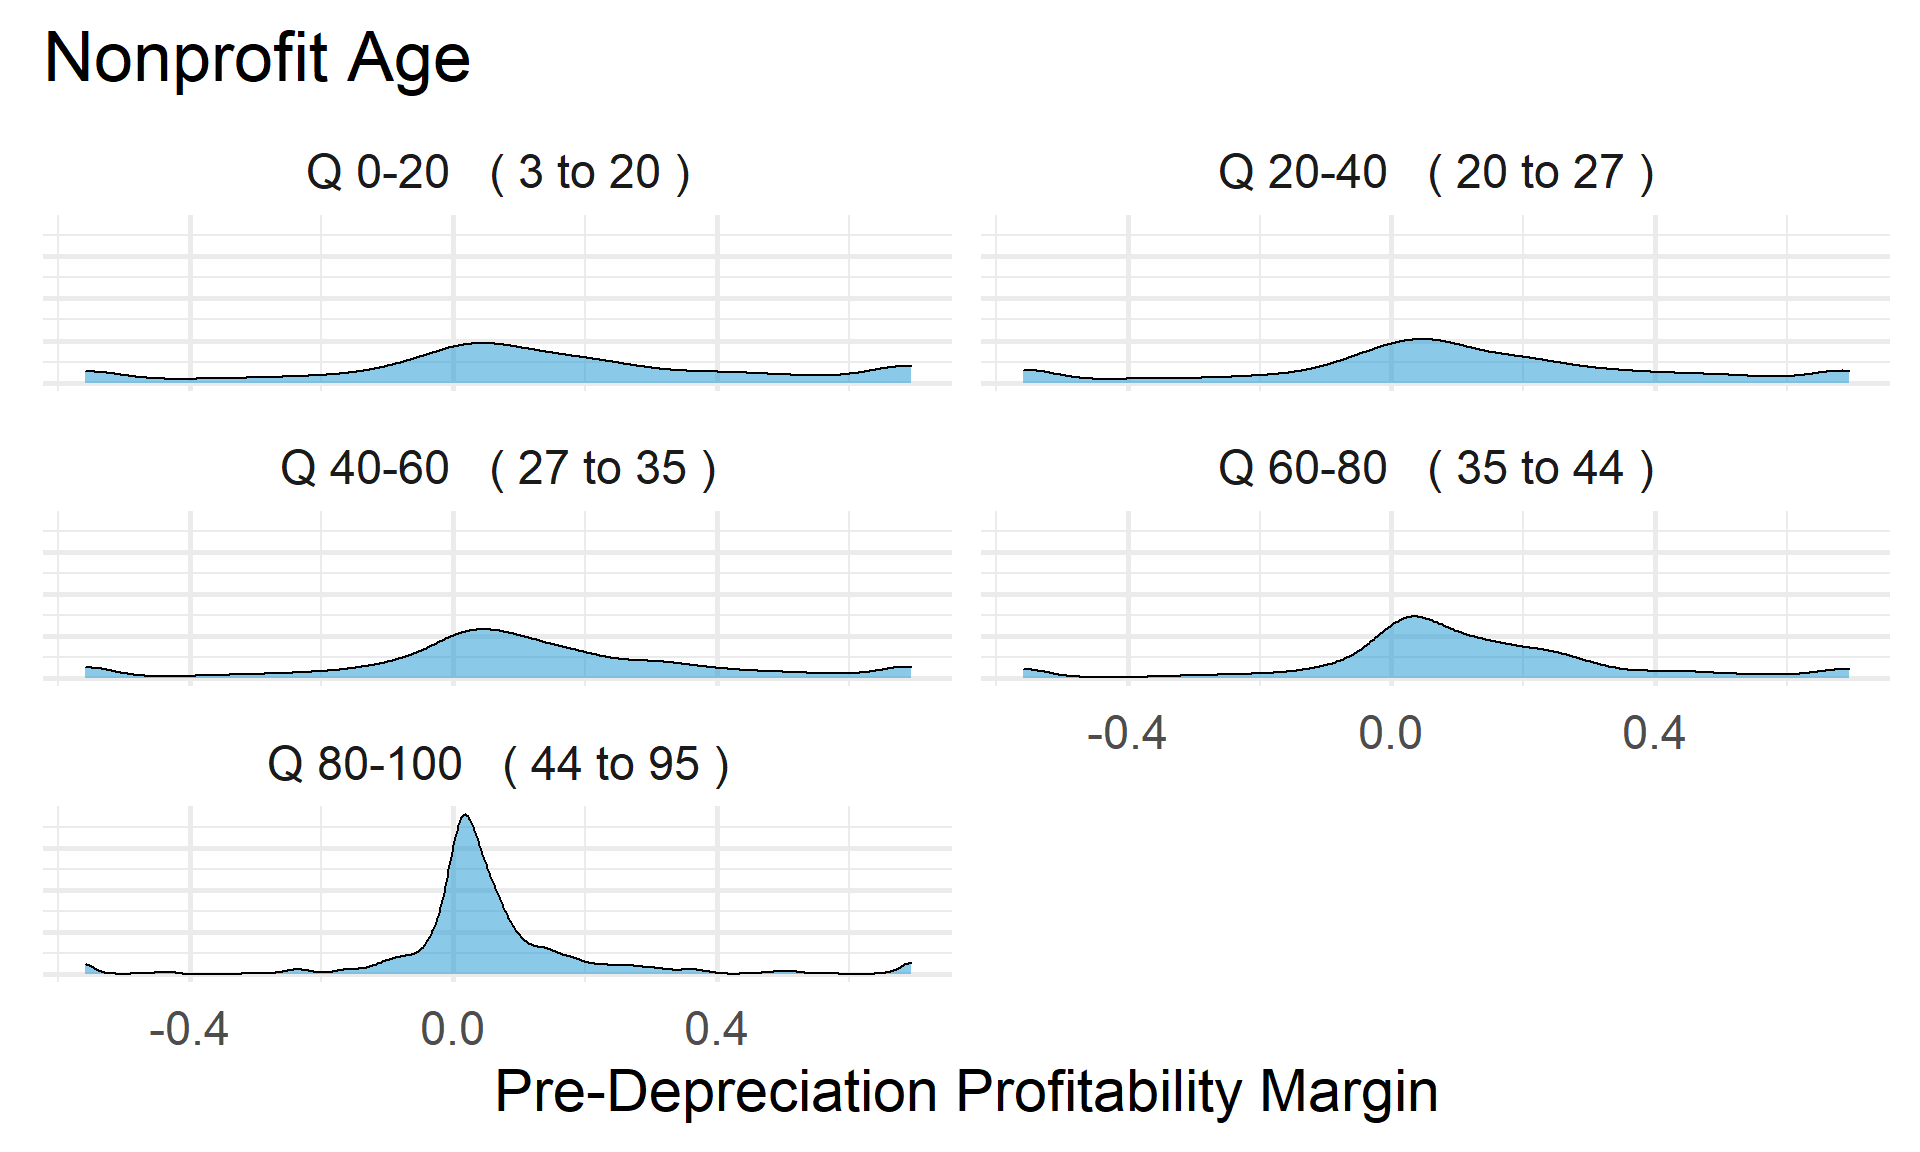 Nonprofit Age
Q 0-20 ( 3 to 20 )
Q 20-40 ( 20 to 27 )
Q 40-60 ( 27 to 35 )
Q 60-80 ( 35 to 44 )
-0.4 0.0 0.4
Q 80-100 ( 44 to 95 )
-0.4 0.0 0.4
Pre-Depreciation Profitability Margin